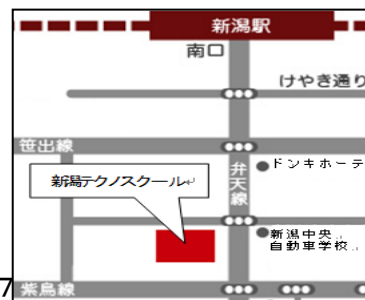 新潟駅
南口
けやき通り
笹出線
弁天線
ドンキホーテ
新潟テクノスクール↵
新潟中央
自動車学校
7
紫鳥線